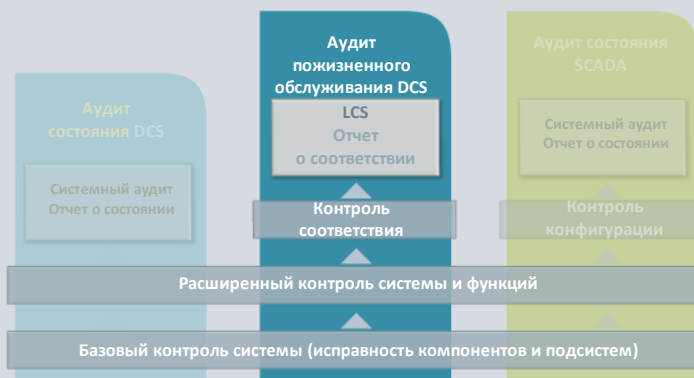 Аудит
состояния DCS
Системный аудит
Отчет о состоянии
Аудит
пожизненного
обслуживания DCS
LCS
Отчет
о соответствии
Контроль
соответствия
Аудит состояния
SCADA
Системный аудит
Отчет о состоянии
Контроль
конфигурации
Расширенный контроль системы и функций
Базовый контроль системы (исправность компонентов и подсистем)